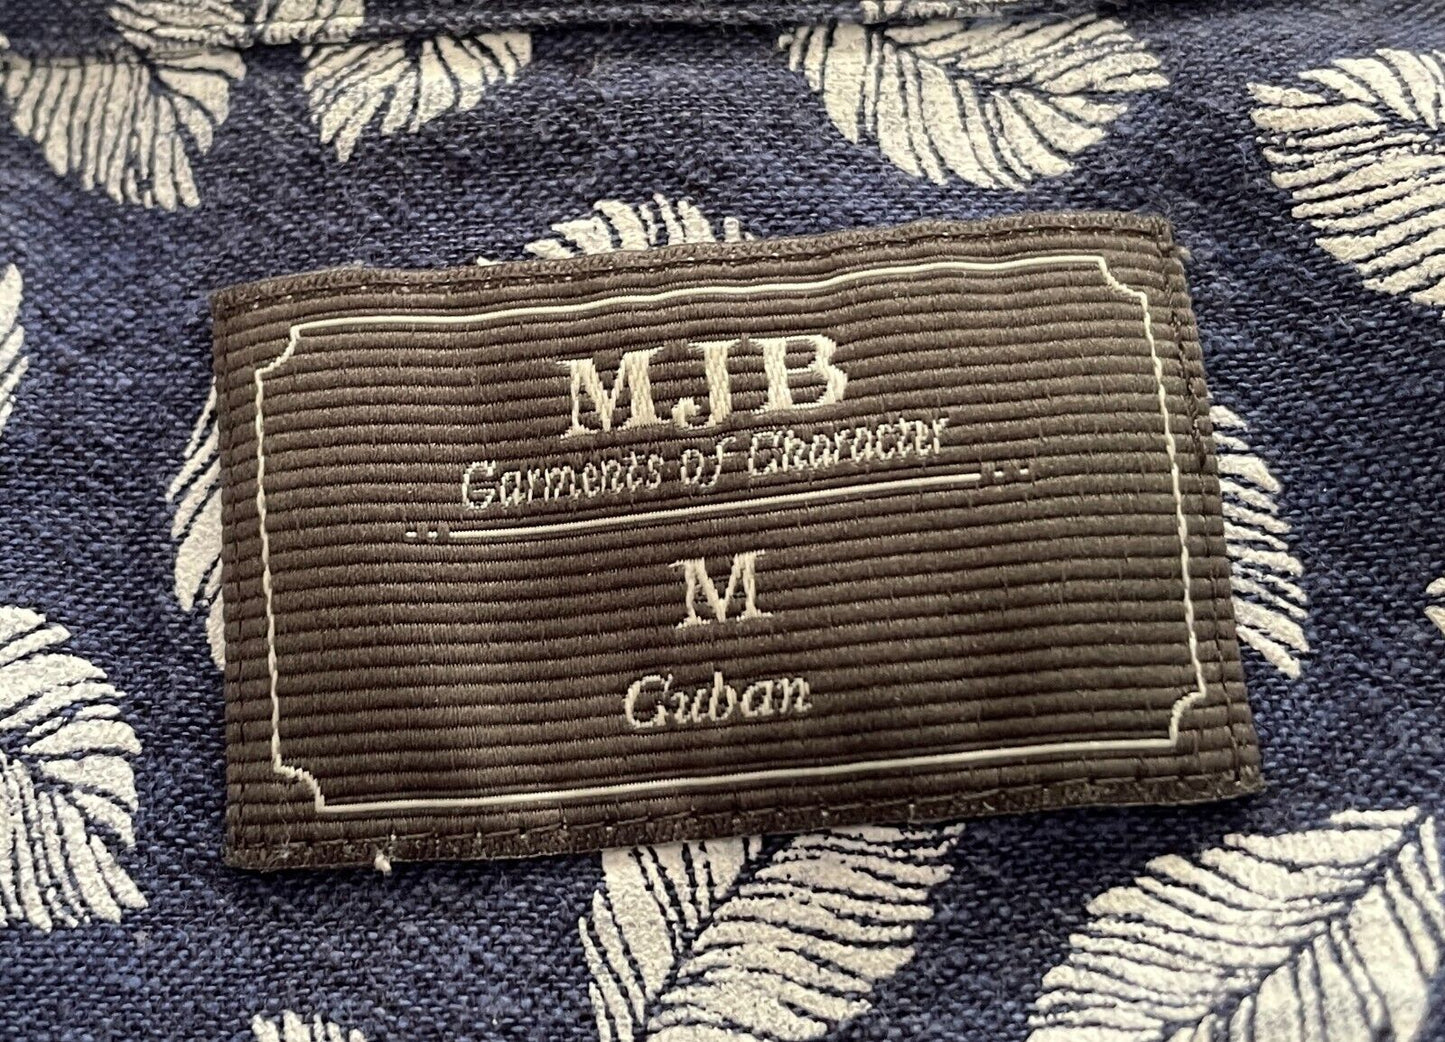 MJB
Garments of Character
M
Cuban